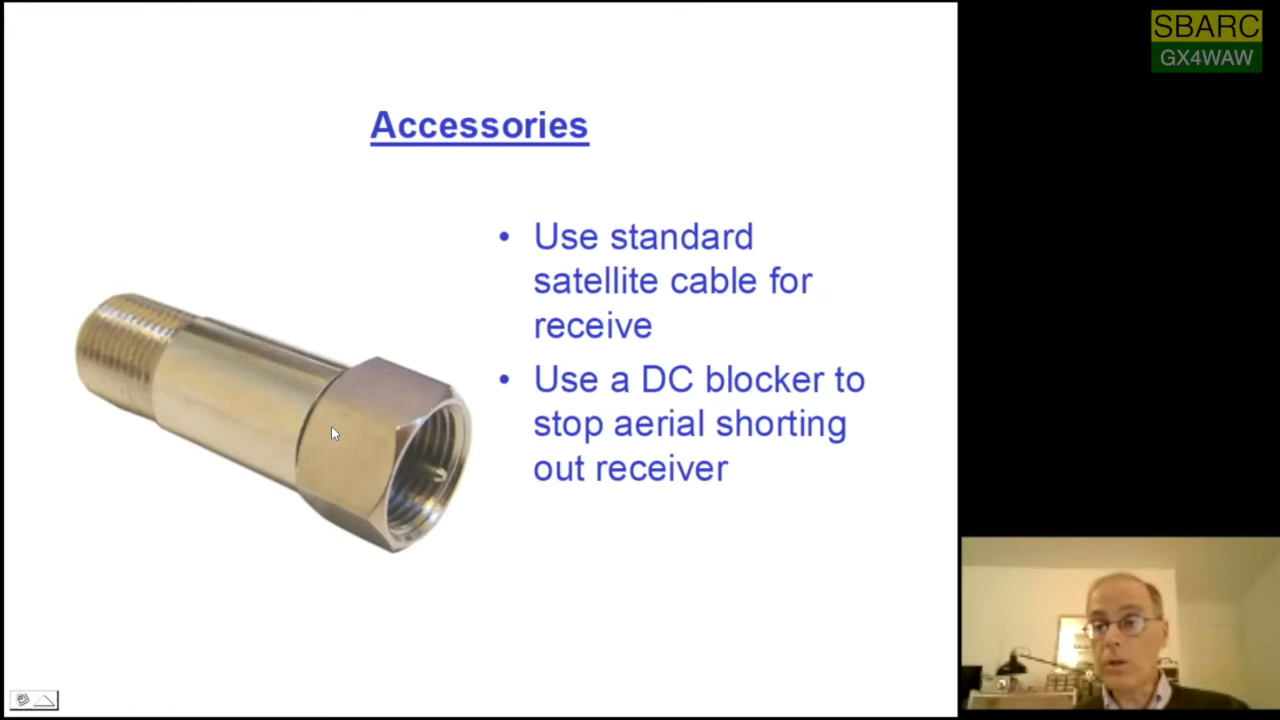 SBARC
GX4WAW
Accessories
• Use standard
satellite cable for
receive
• Use a DC blocker to
stop aerial shorting
out receiver